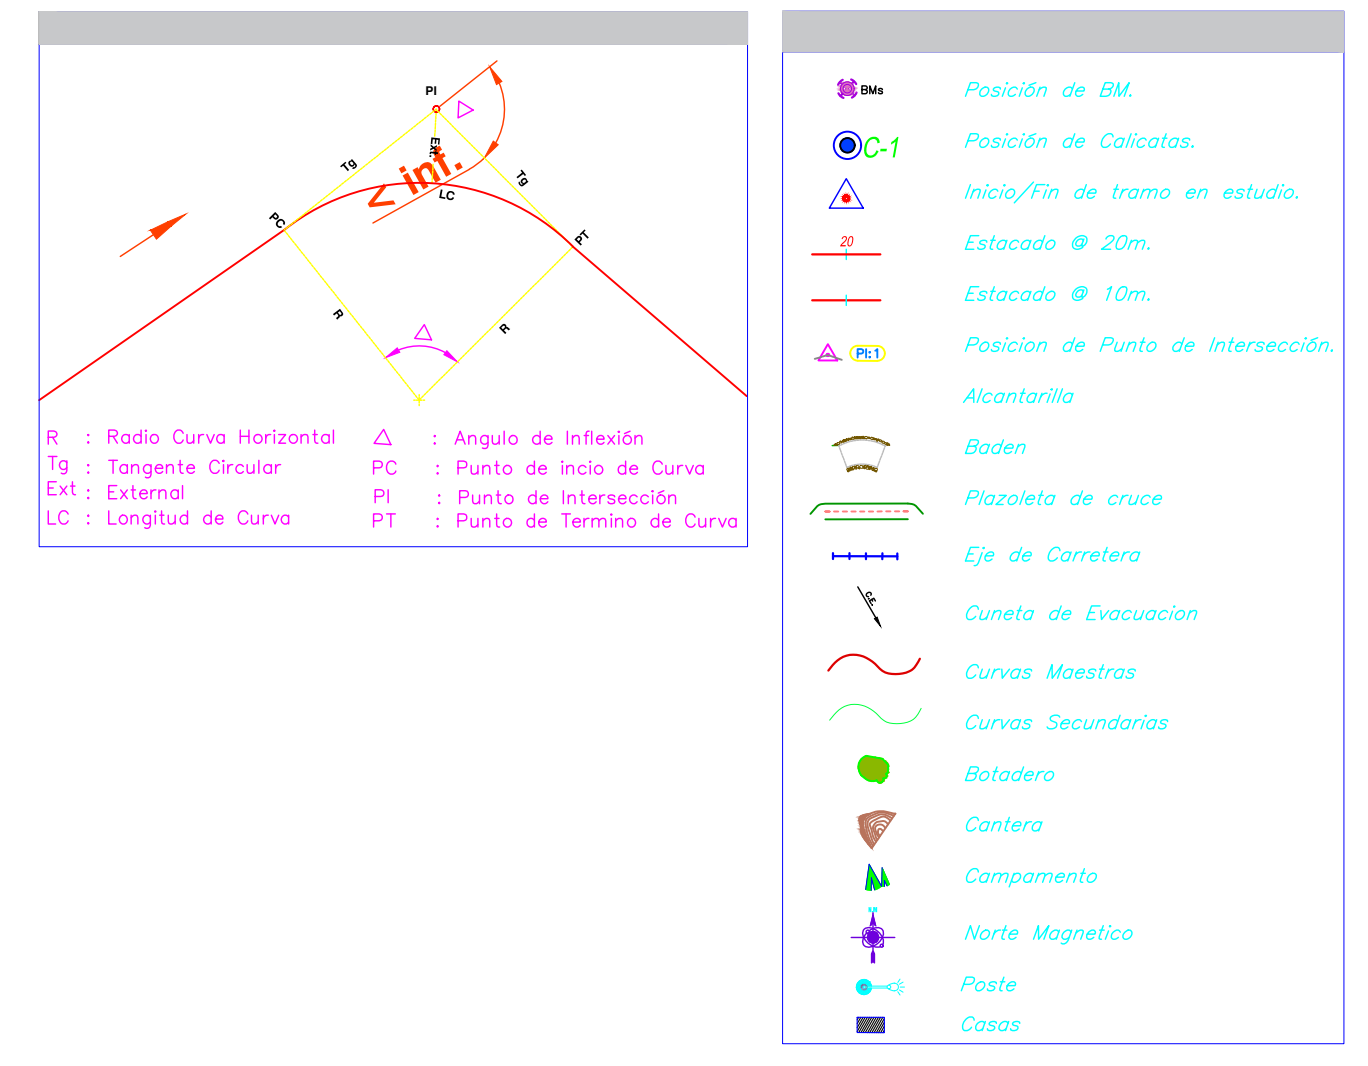 PI
Ext.
Tg
< inf.
Tg
LC
PC
PT
R
R
R : Radio Curva Horizontal
Tg : Tangente Circular
Ext : External
LC : Longitud de Curva
△ : Angulo de Inflexión
PC : Punto de incio de Curva
PI : Punto de Intersección
PT : Punto de Termino de Curva
BMs Posición de BM.
C-1 Posición de Calicatas.
Inicio/Fin de tramo en estudio.
20 Estacado @ 20m.
Estacado @ 10m.
PI:1 Posicion de Punto de Intersección.
Alcantarilla
Baden
Plazoleta de cruce
Eje de Carretera
C.E. Cuneta de Evacuacion
Curvas Maestras
Curvas Secundarias
Botadero
Cantera
Campamento
Norte Magnetico
Poste
Casas